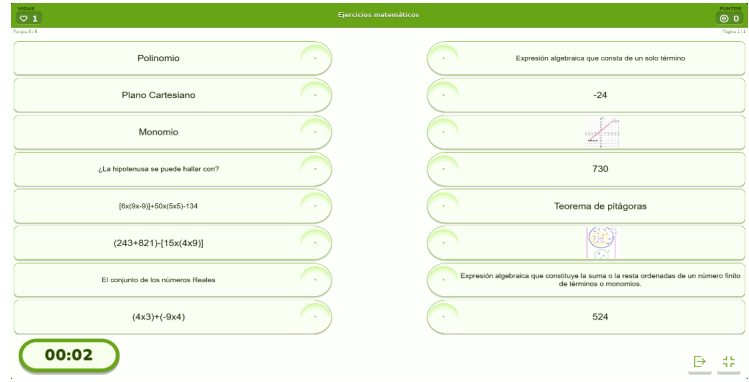 VIDAS
1
Ejercicios matemáticos
PUNTOS
0
Página 1 / 1
Polinomio
Expresión algebraica que consta de un solo término
Plano Cartesiano
-24
Monomio
¿La hipotenusa se puede hallar con?
730
[6x(9x-9)]+50x(5x5)-134
Teorema de pitágoras
(243+821)-[15x(4x9)]
El conjunto de los números Reales
Expresión algebraica que constituye la suma o la resta ordenadas de un número finito
de términos o monomios.
(4x3)+(-9x4)
524
00:02